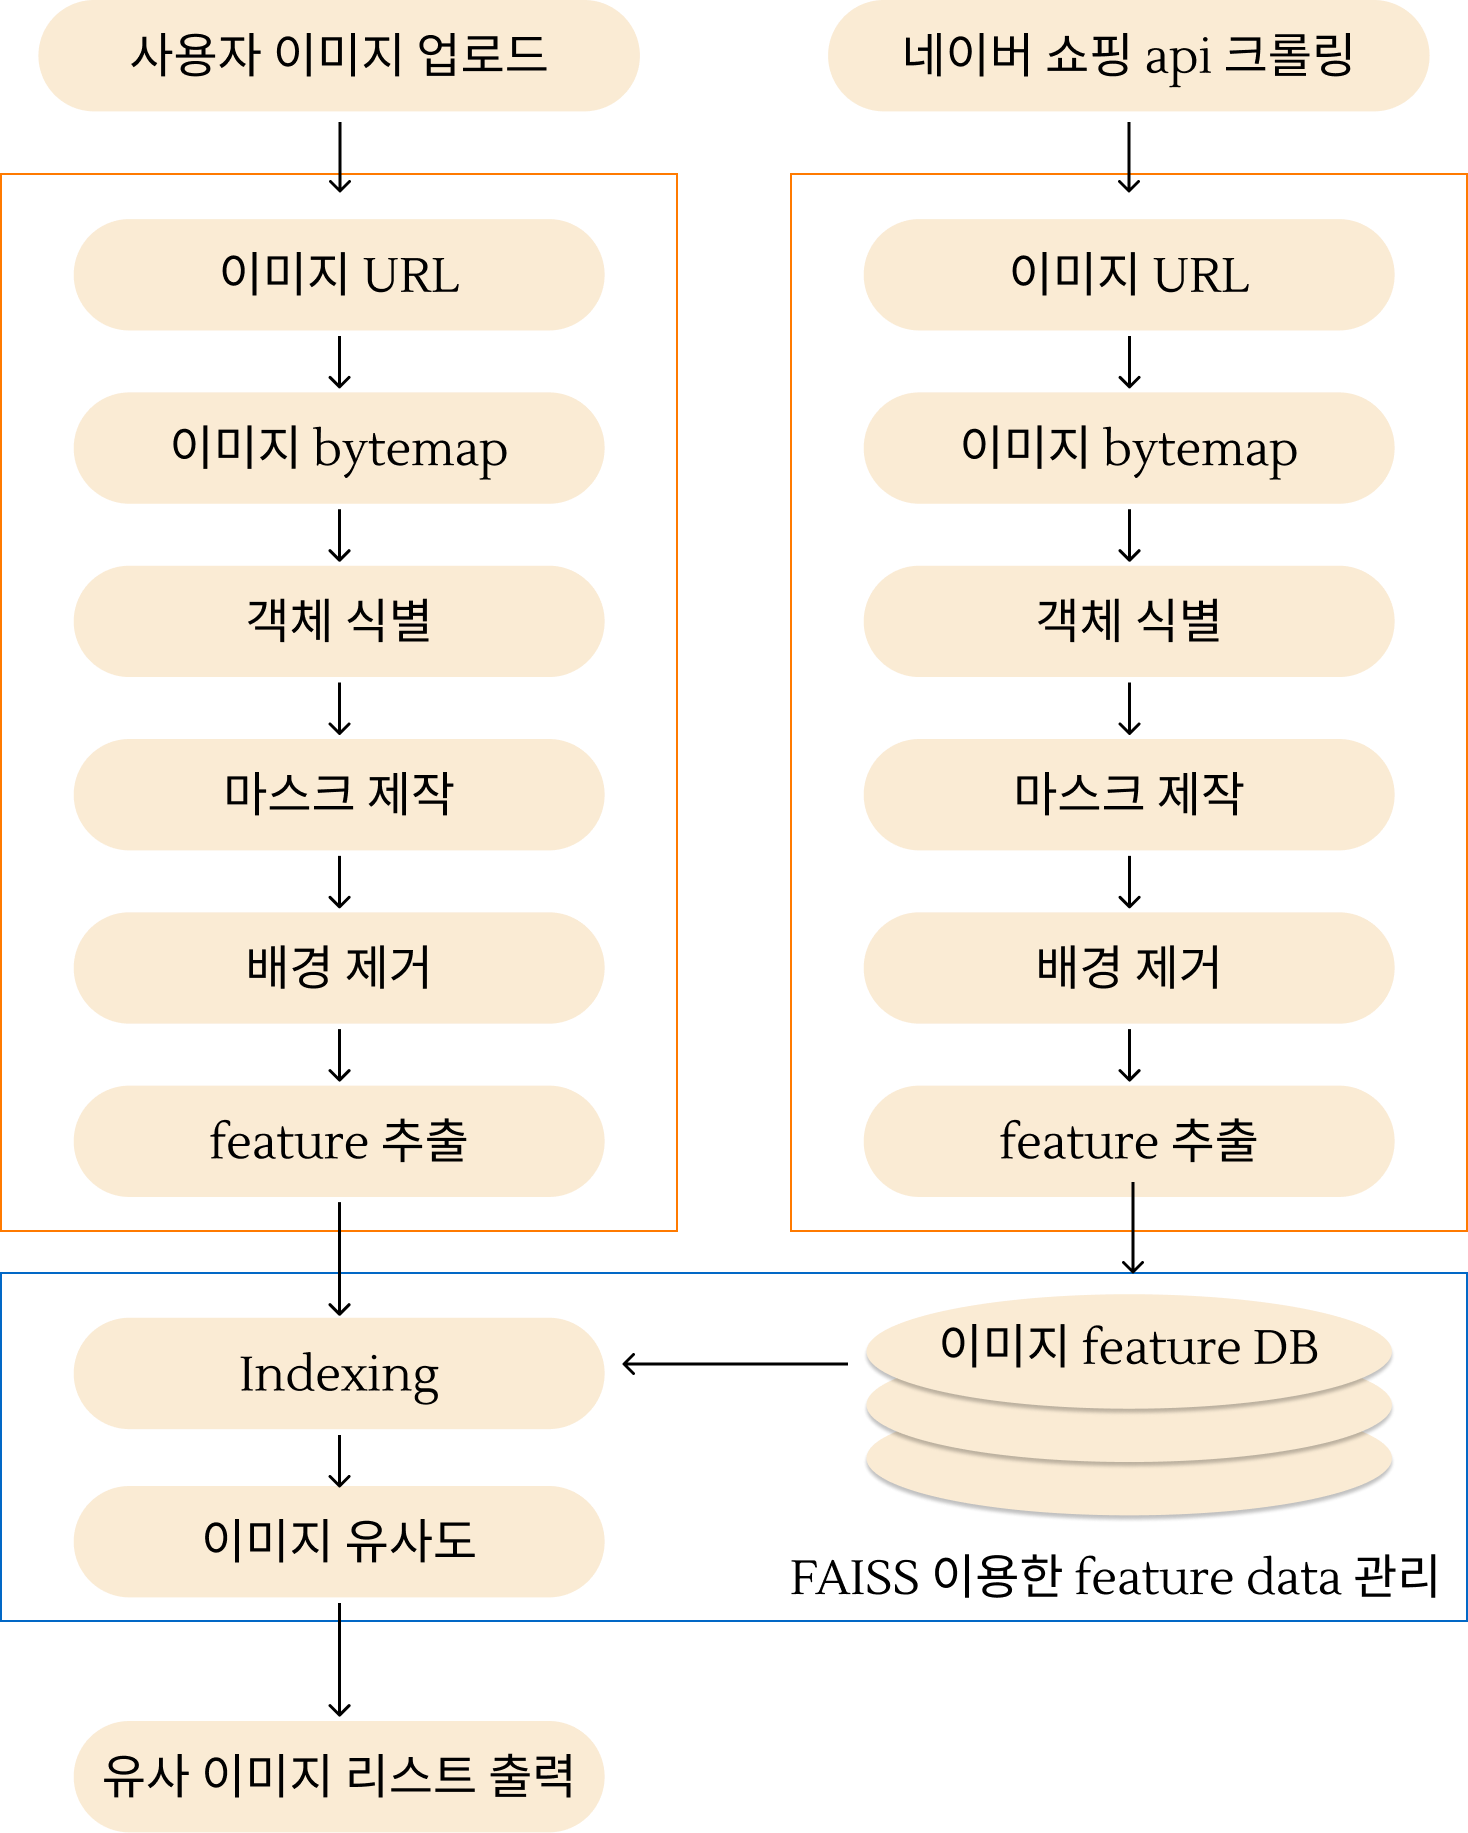 사용자 이미지 업로드
이미지 URL
이미지 bytemap
객체 식별
마스크 제작
배경 제거
feature 추출
네이버 쇼핑 api 크롤링
이미지 URL
이미지 bytemap
객체 식별
마스크 제작
배경 제거
feature 추출
이미지 feature DB
FAISS 이용한 feature data 관리
Indexing
이미지 유사도
유사 이미지 리스트 출력